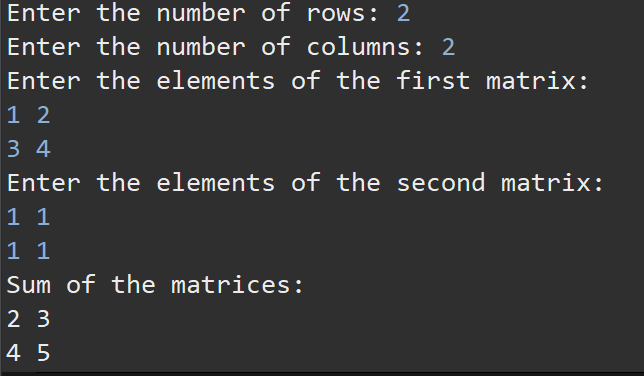 Enter the number of rows: 2
Enter the number of columns: 2
Enter the elements of the first matrix:
1 2
3 4
Enter the elements of the second matrix:
1 1
1 1
Sum of the matrices:
2 3
4 5